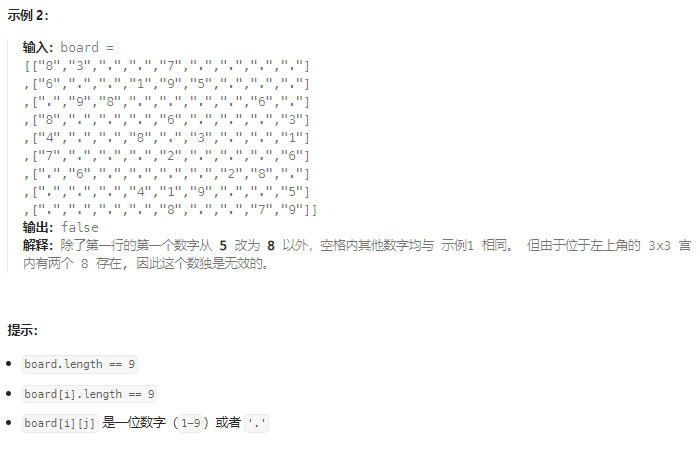 示例 2：
输入：board =
[["8","3",".",".","7",".",".",".","."]
,["6",".",".","1","9","5",".",".","."]
,[".","9","8",".",".",".",".","6","."]
,["8",".",".",".","6",".",".",".","3"]
,["4",".",".","8",".","3",".",".","1"]
,["7",".",".",".","2",".",".",".","6"]
,[".","6",".",".",".",".","2","8","."]
,[".",".",".","4","1","9",".",".","5"]
,[".",".",".",".","8",".",".","7","9"]]
输出：false
解释：除了第一行的第一个数字从 5 改为 8 以外，空格内其他数字均与 示例1 相同。 但由于位于左上角的 3x3 宫
内有两个 8 存在, 因此这个数独是无效的。
提示：
board.length == 9
board[i].length == 9
board[i][j] 是一位数字（1-9）或者 '.'